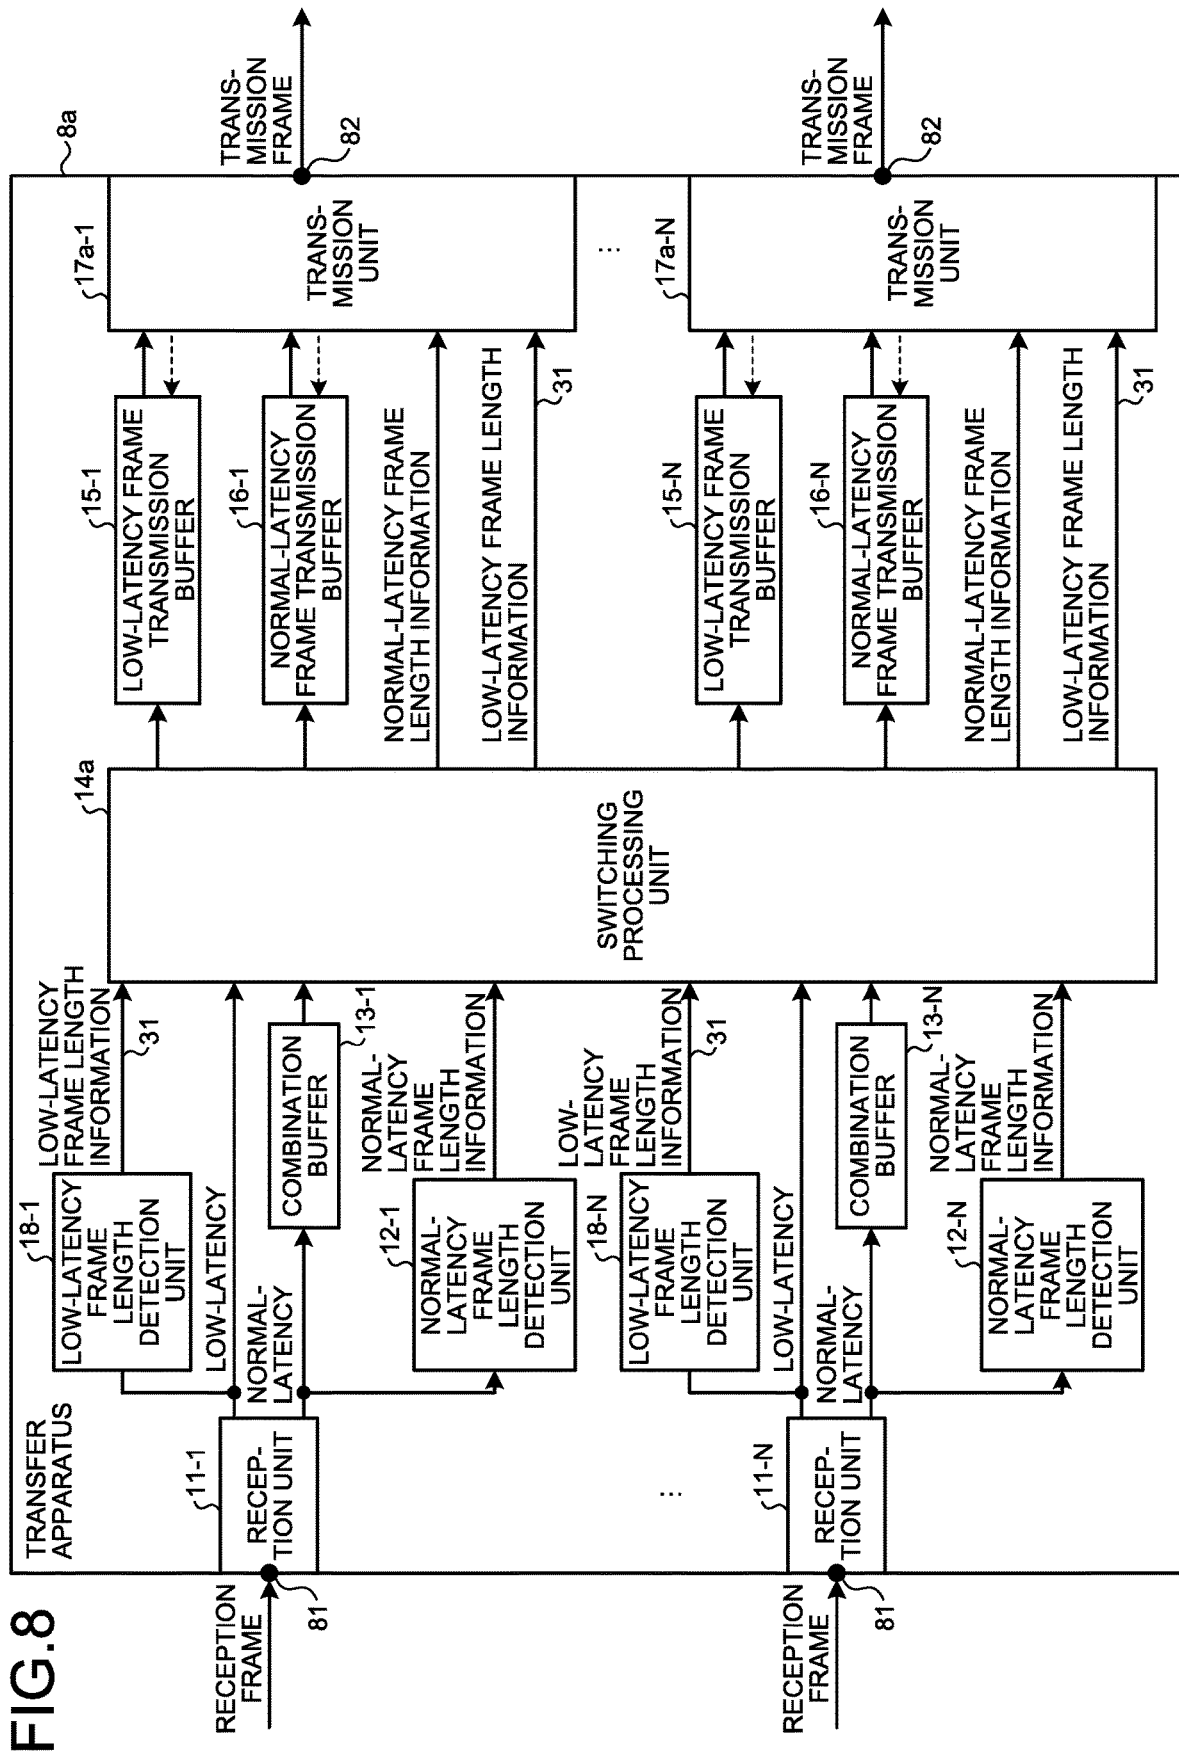 FIG.8
TRANSFER
APPARATUS
8a
RECEPTION
FRAME
81
11-1
RECEP-
TION UNIT
18-1
LOW-LATENCY
FRAME
LENGTH
DETECTION
UNIT
LOW-LATENCY
FRAME LENGTH
INFORMATION
31
LOW-LATENCY
NORMAL-
LATENCY
COMBINATION
BUFFER
13-1
12-1
NORMAL-
LATENCY
FRAME
LENGTH
DETECTION
UNIT
NORMAL-
LATENCY
FRAME
LENGTH
INFORMATION
...
RECEPTION
FRAME
81
11-N
RECEP-
TION UNIT
18-N
LOW-LATENCY
FRAME
LENGTH
DETECTION
UNIT
LOW-
LATENCY
FRAME
LENGTH
INFORMATION
31
LOW-LATENCY
NORMAL-
LATENCY
COMBINATION
BUFFER
13-N
12-N
NORMAL-
LATENCY
FRAME
LENGTH
DETECTION
UNIT
NORMAL-
LATENCY
FRAME
LENGTH
INFORMATION
14a
SWITCHING
PROCESSING
UNIT
15-1
LOW-LATENCY FRAME
TRANSMISSION
BUFFER
16-1
NORMAL-LATENCY
FRAME TRANSMISSION
BUFFER
NORMAL-LATENCY FRAME
LENGTH INFORMATION
LOW-LATENCY FRAME LENGTH
INFORMATION
31
17a-1
TRANS-
MISSION
UNIT
TRANS-
MISSION
FRAME
82
...
15-N
LOW-LATENCY FRAME
TRANSMISSION
BUFFER
16-N
NORMAL-LATENCY
FRAME TRANSMISSION
BUFFER
NORMAL-LATENCY FRAME
LENGTH INFORMATION
LOW-LATENCY FRAME LENGTH
INFORMATION
31
17a-N
TRANS-
MISSION
UNIT
TRANS-
MISSION
FRAME
82